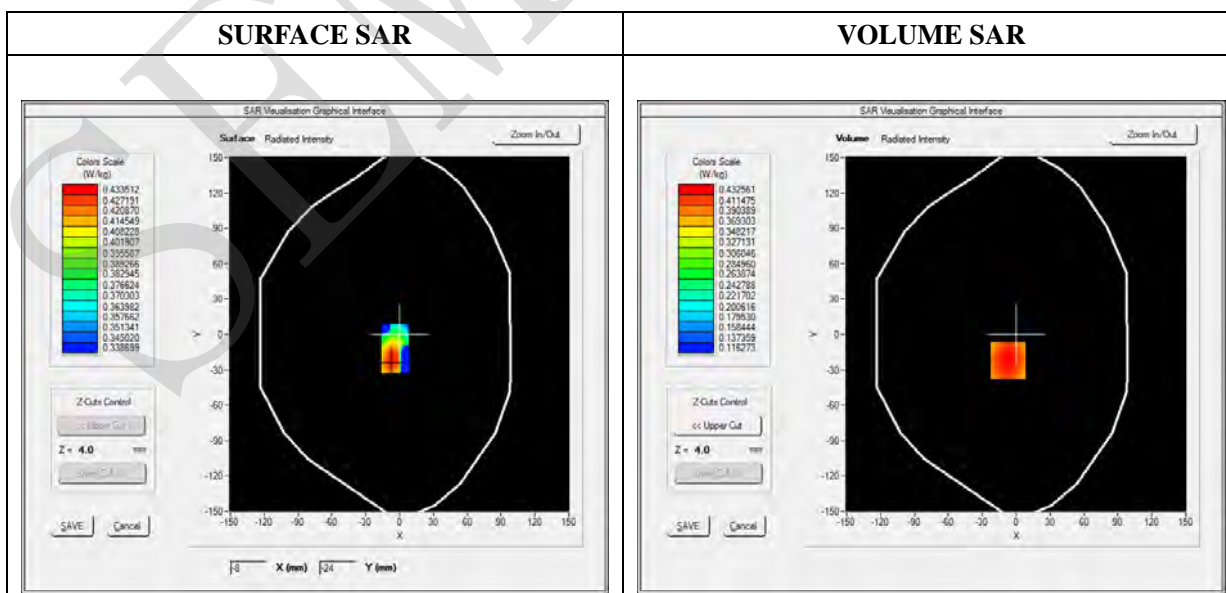 SURFACE SAR
VOLUME SAR
SAR Visualisation Graphical Interface
Surface Radiated Intensity
Zoom In/Out
Colors Scale
(W/kg)
0.433512
0.427191
0.420870
0.414549
0.408228
0.401907
0.395587
0.389266
0.382945
0.376624
0.370303
0.363982
0.357662
0.351341
0.345020
0.338699
150
120
90
60
30
0
-30
-60
-90
-120
-150
Y
-150 -120 -90 -60 -30 0 30 60 90 120 150
X
Z-Cuts Control
<< Upper Cut
Z = 4.0 mm
SAVE Cancel
-8 X (mm) -24 Y (mm)
SAR Visualisation Graphical Interface
Volume Radiated Intensity
Zoom In/Out
Colors Scale
(W/kg)
0.432561
0.411475
0.390389
0.369303
0.348217
0.327131
0.306046
0.284960
0.263874
0.242788
0.221702
0.200616
0.179530
0.158444
0.137359
0.116273
150
120
90
60
30
0
-30
-60
-90
-120
-150
Y
-150 -120 -90 -60 -30 0 30 60 90 120 150
X
Z-Cuts Control
<< Upper Cut
Z = 4.0 mm
SAVE Cancel